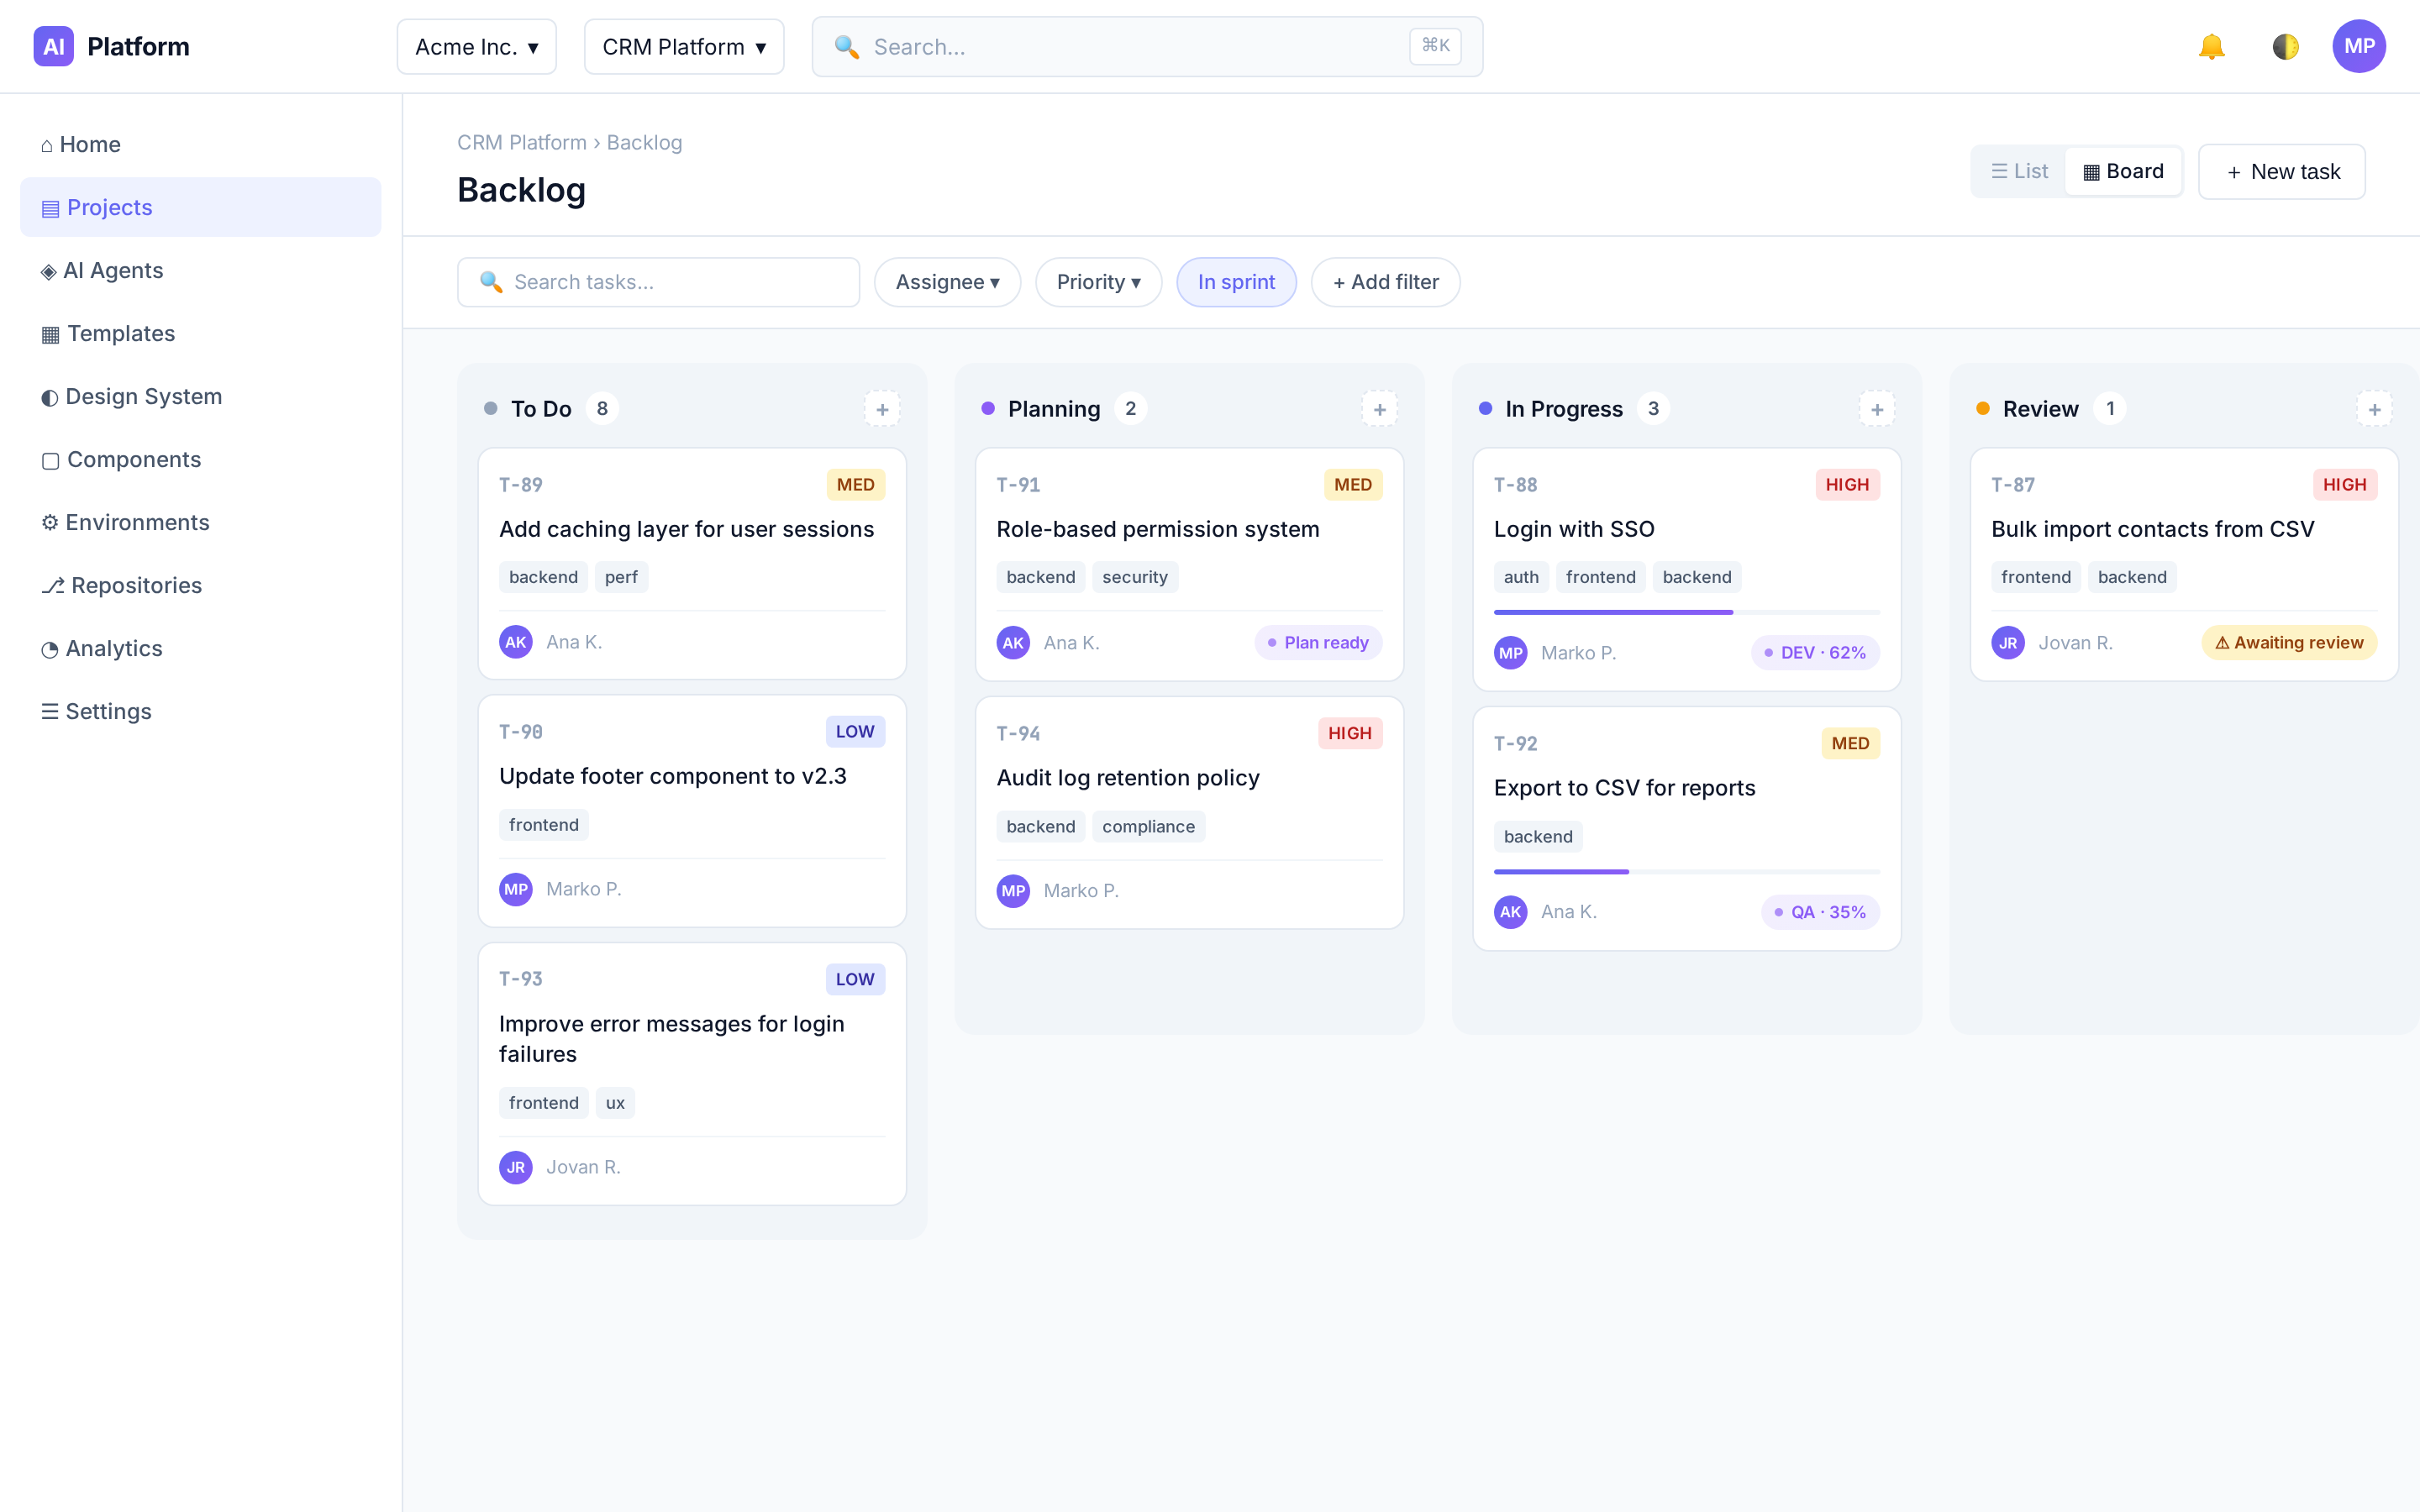 AI Platform
Acme Inc. ▾
CRM Platform ▾
🔍 Search... ⌘K
MP
⌂ Home
▤ Projects
◈ AI Agents
▦ Templates
◐ Design System
▢ Components
⚙ Environments
⎇ Repositories
◔ Analytics
☰ Settings
CRM Platform › Backlog
Backlog
☰ List
▦ Board
+ New task
🔍 Search tasks...
Assignee ▾
Priority ▾
In sprint
+ Add filter
To Do 8 +
T-89 MED
Add caching layer for user sessions
backend perf
AK Ana K.
T-90 LOW
Update footer component to v2.3
frontend
MP Marko P.
T-93 LOW
Improve error messages for login
failures
frontend ux
JR Jovan R.
Planning 2 +
T-91 MED
Role-based permission system
backend security
AK Ana K. Plan ready
T-94 HIGH
Audit log retention policy
backend compliance
MP Marko P.
In Progress 3 +
T-88 HIGH
Login with SSO
auth frontend backend
MP Marko P. DEV · 62%
T-92 MED
Export to CSV for reports
backend
AK Ana K. QA · 35%
Review 1 +
T-87 HIGH
Bulk import contacts from CSV
frontend backend
JR Jovan R. ⚠ Awaiting review